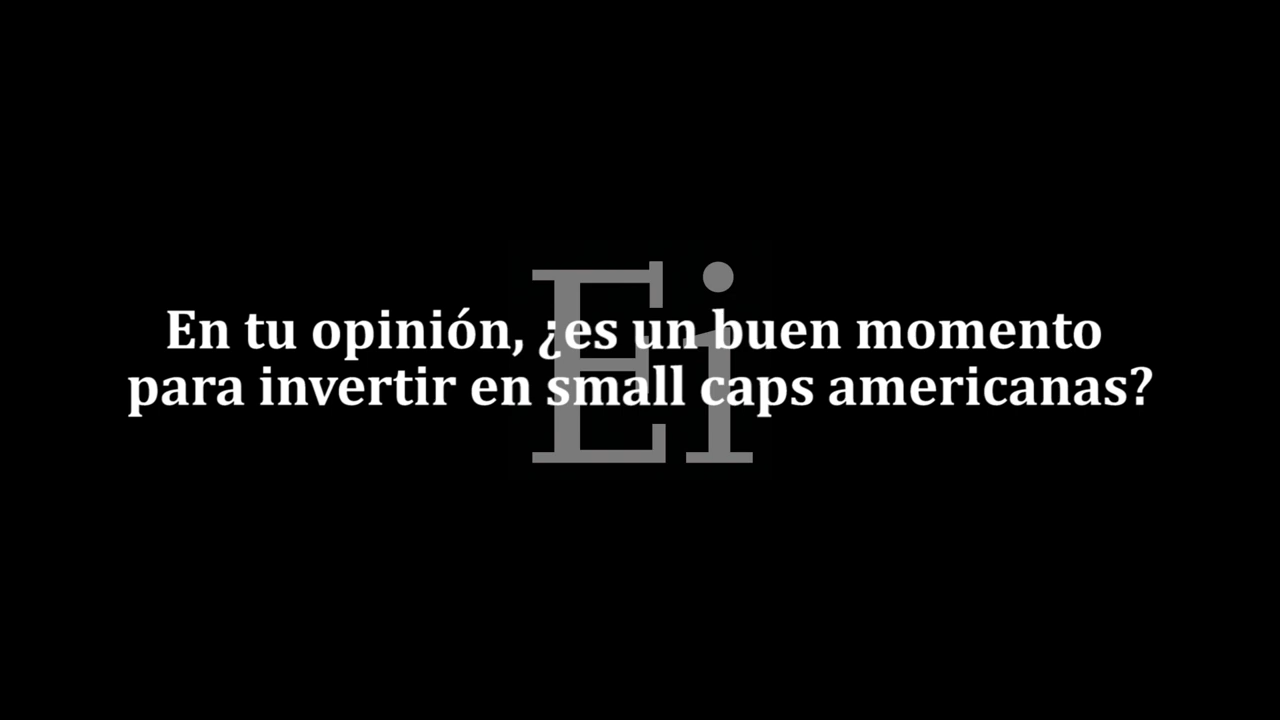 Ei
En tu opinión, ¿es un buen momento
para invertir en small caps americanas?